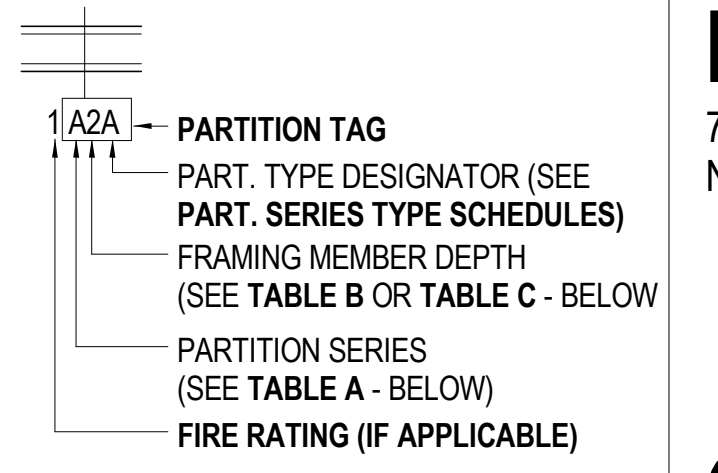 1 A2A PARTITION TAG
PART. TYPE DESIGNATOR (SEE
PART. SERIES TYPE SCHEDULES)
FRAMING MEMBER DEPTH
(SEE TABLE B OR TABLE C - BELOW
PARTITION SERIES
(SEE TABLE A - BELOW)
FIRE RATING (IF APPLICABLE)
7
N